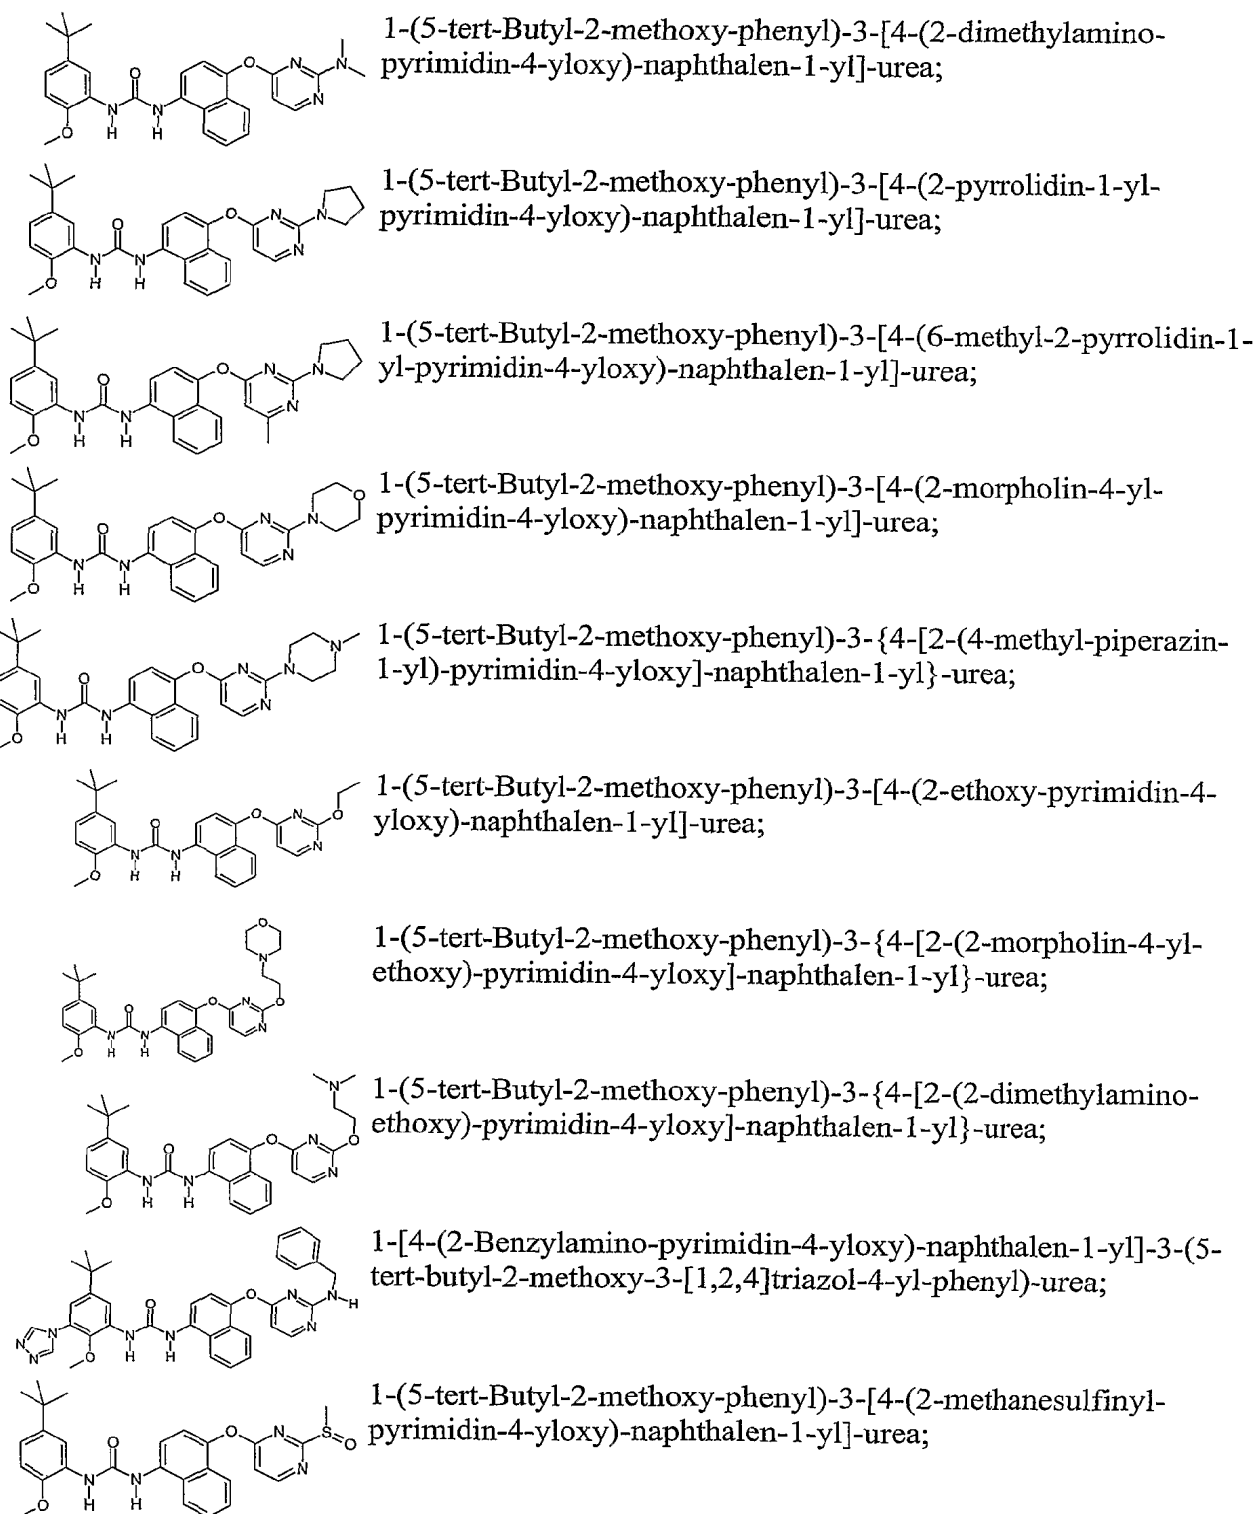 1-(5-tert-Butyl-2-methoxy-phenyl)-3-[4-(2-dimethylamino-
pyrimidin-4-yloxy)-naphthalen-1-yl]-urea;
1-(5-tert-Butyl-2-methoxy-phenyl)-3-[4-(2-pyrrolidin-1-yl-
pyrimidin-4-yloxy)-naphthalen-1-yl]-urea;
1-(5-tert-Butyl-2-methoxy-phenyl)-3-[4-(6-methyl-2-pyrrolidin-1-
yl-pyrimidin-4-yloxy)-naphthalen-1-yl]-urea;
1-(5-tert-Butyl-2-methoxy-phenyl)-3-[4-(2-morpholin-4-yl-
pyrimidin-4-yloxy)-naphthalen-1-yl]-urea;
1-(5-tert-Butyl-2-methoxy-phenyl)-3-{4-[2-(4-methyl-piperazin-
1-yl)-pyrimidin-4-yloxy]-naphthalen-1-yl}-urea;
1-(5-tert-Butyl-2-methoxy-phenyl)-3-[4-(2-ethoxy-pyrimidin-4-
yloxy)-naphthalen-1-yl]-urea;
1-(5-tert-Butyl-2-methoxy-phenyl)-3-{4-[2-(2-morpholin-4-yl-
ethoxy)-pyrimidin-4-yloxy]-naphthalen-1-yl}-urea;
1-(5-tert-Butyl-2-methoxy-phenyl)-3-{4-[2-(2-dimethylamino-
ethoxy)-pyrimidin-4-yloxy]-naphthalen-1-yl}-urea;
1-[4-(2-Benzylamino-pyrimidin-4-yloxy)-naphthalen-1-yl]-3-(5-
tert-butyl-2-methoxy-3-[1,2,4]triazol-4-yl-phenyl)-urea;
1-(5-tert-Butyl-2-methoxy-phenyl)-3-[4-(2-methanesulfinyl-
pyrimidin-4-yloxy)-naphthalen-1-yl]-urea;